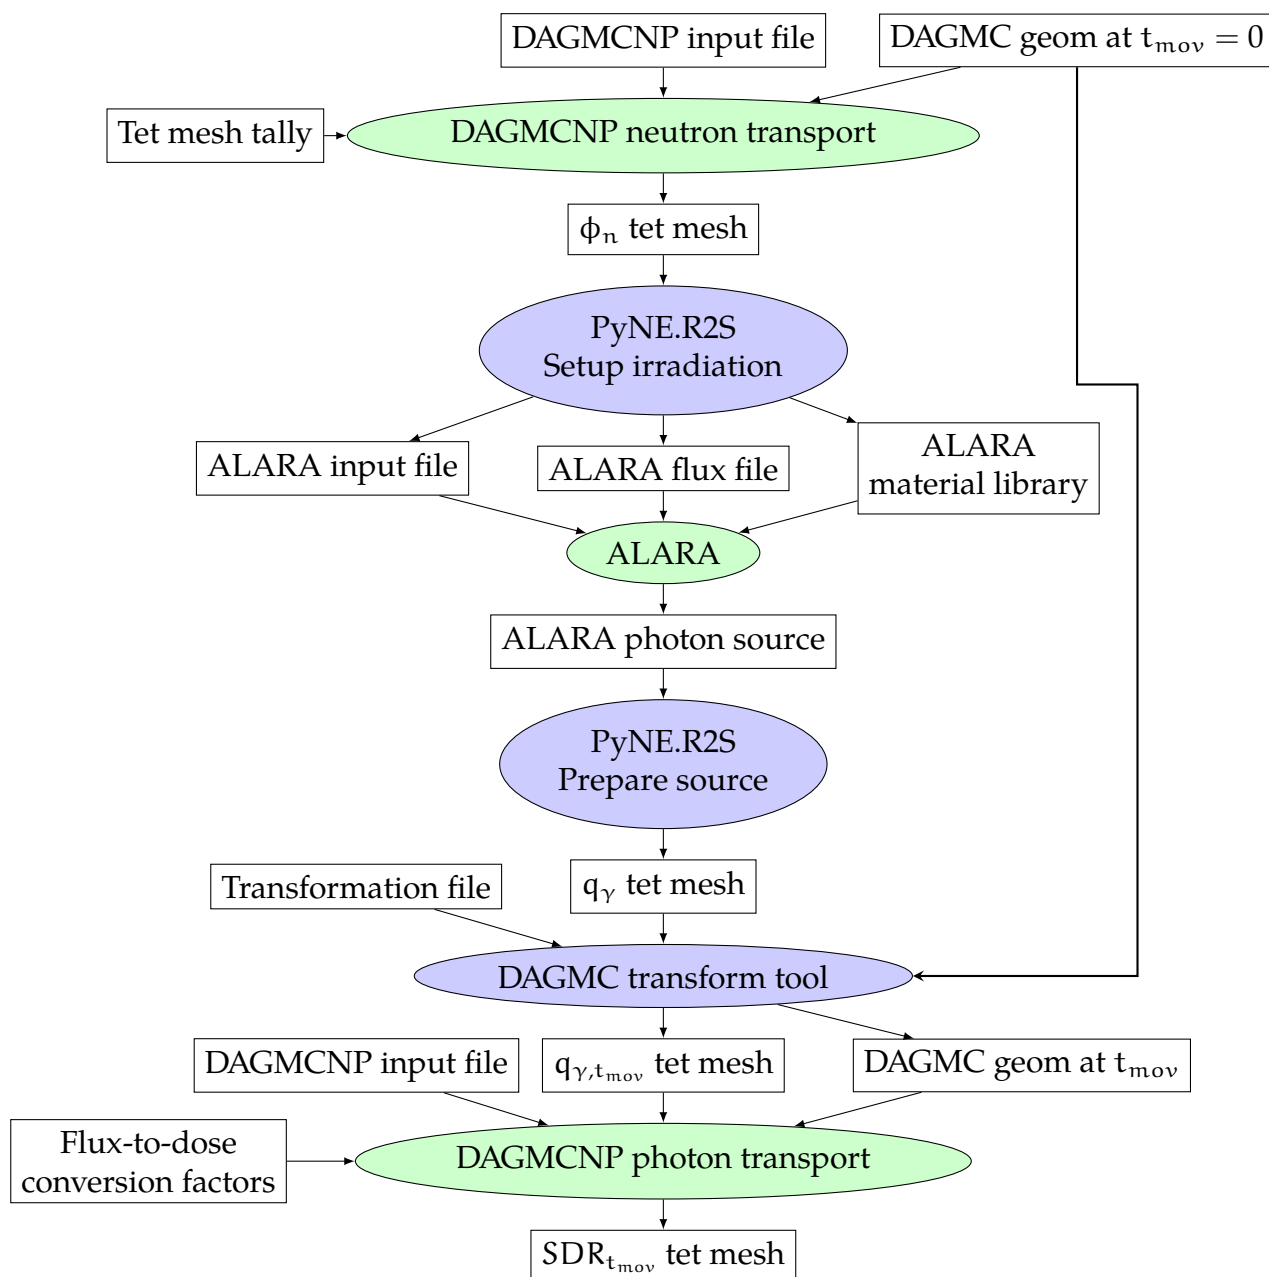 DAGMCNP input file
DAGMC geom at t_mov = 0
Tet mesh tally
DAGMCNP neutron transport
ϕ_n tet mesh
PyNE.R2S
Setup irradiation
ALARA input file
ALARA flux file
ALARA
material library
ALARA
ALARA photon source
PyNE.R2S
Prepare source
Transformation file
q_γ tet mesh
DAGMC transform tool
DAGMCNP input file
q_γ,t_mov tet mesh
DAGMC geom at t_mov
Flux-to-dose
conversion factors
DAGMCNP photon transport
SDR_t_mov tet mesh